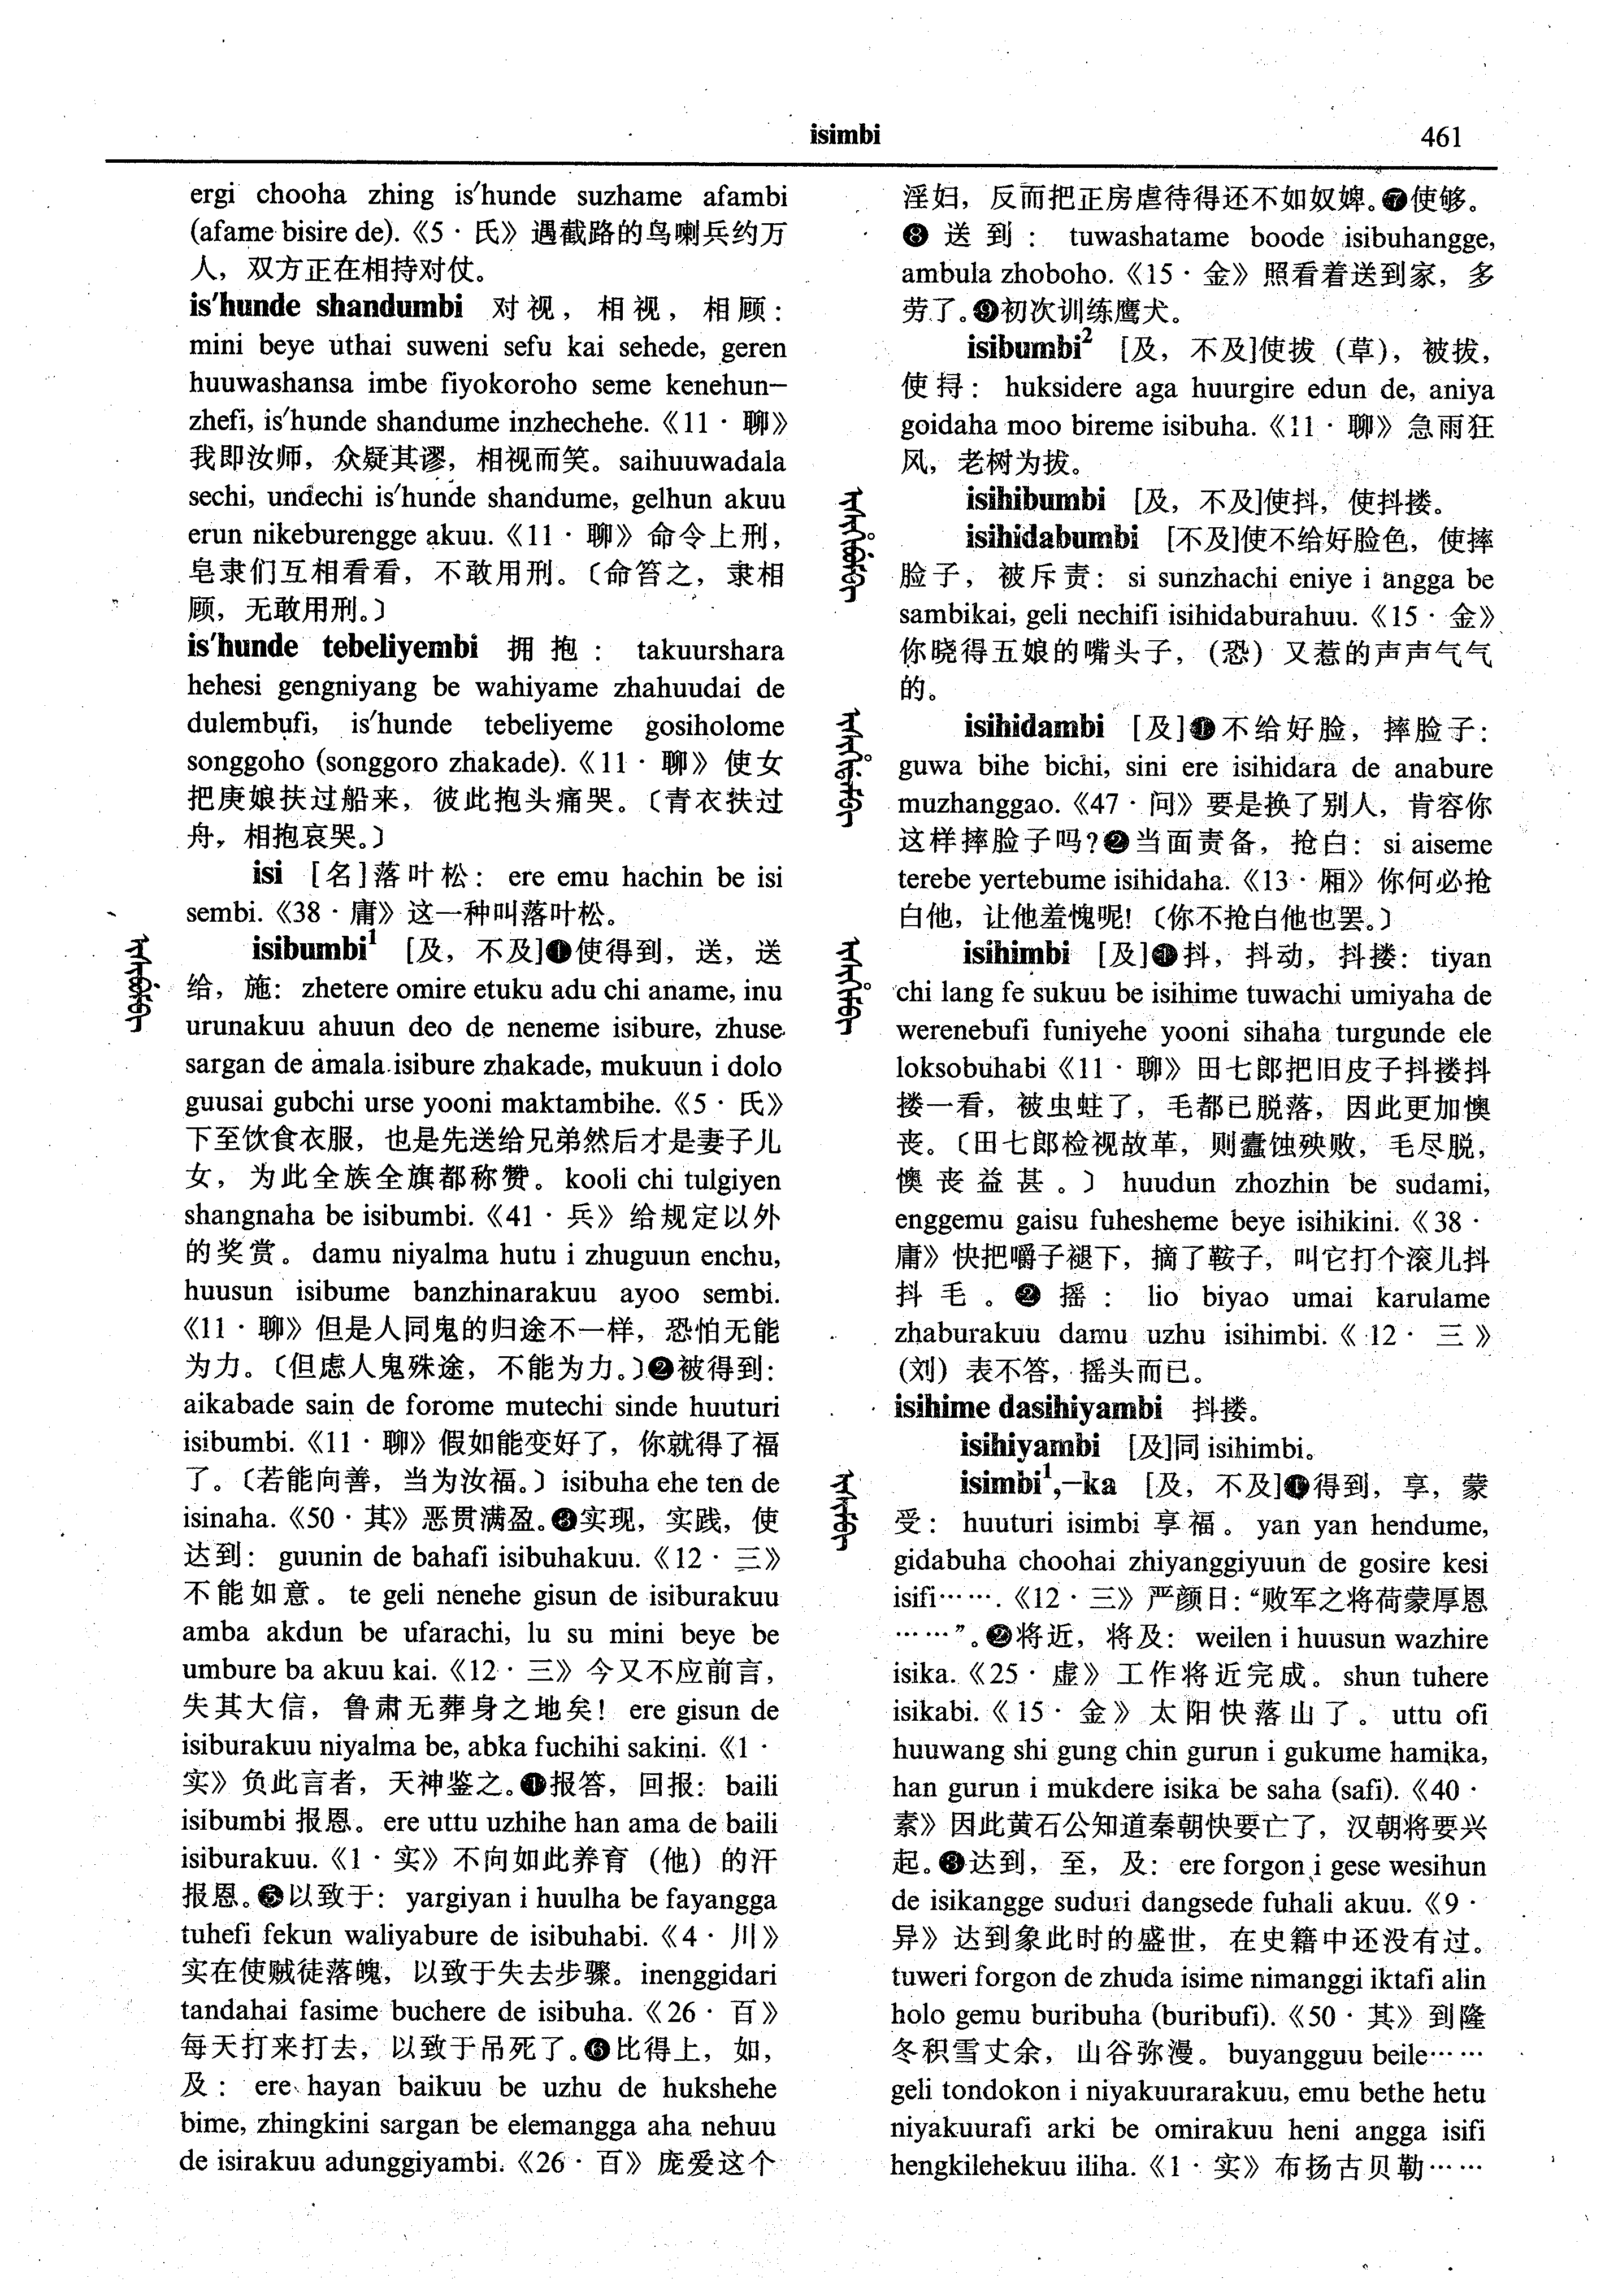 isimbi
461
ergi chooha zhing is′hunde suzhame afambi
(afame bisire de).《5 · 氏》遇截路的鸟喇兵约万
人，双方正在相持对仗。
is′hunde shandumbi 对视，相视，相顾：
mini beye uthai suweni sefu kai sehede, geren
huuwashansa imbe fiyokoroho seme kenehun-
zhefi, is′hunde shandume inzhechehe.《11 · 聊》
我即汝师，众疑其谬，相视而笑。saihuuwadala
sechi, undechi is′hunde shandume, gelhun akuu
erun nikeburengge akuu.《11 · 聊》命令上刑，
皂隶们互相看看，不敢用刑。〔命笞之，隶相
顾，无敢用刑。〕
is′hunde tebeliyembi 拥抱：takuurshara
hehesi gengniyang be wahiyame zhahuudai de
dulembufi, is′hunde tebeliyeme gosiholome
songgoho (songgoro zhakade).《11 · 聊》使女
把庚娘扶过船来，彼此抱头痛哭。〔青衣扶过
舟，相抱哀哭。〕
isi [名]落叶松：ere emu hachin be isi
sembi.《38 · 庸》这一种叫落叶松。
isibumbi¹ [及，不及]❶使得到，送，送
给，施：zhetere omire etuku adu chi aname, inu
urunakuu ahuun deo de neneme isibure, zhuse
sargan de amala isibure zhakade, mukuun i dolo
guusai gubchi urse yooni maktambihe.《5 · 氏》
下至饮食衣服，也是先送给兄弟然后才是妻子儿
女，为此全族全旗都称赞。kooli chi tulgiyen
shangnaha be isibumbi.《41 · 兵》给规定以外
的奖赏。damu niyalma hutu i zhuguun enchu,
huusun isibume banzhinarakuu ayoo sembi.
《11 · 聊》但是人同鬼的归途不一样，恐怕无能
为力。〔但虑人鬼殊途，不能为力。〕❷被得到：
aikabade sain de forome mutechi sinde huuturi
isibumbi.《11 · 聊》假如能变好了，你就得了福
了。〔若能向善，当为汝福。〕isibuha ehe ten de
isinaha.《50 · 其》恶贯满盈。❸实现，实践，使
达到：guunin de bahafi isibuhakuu.《12 · 三》
不能如意。te geli nenehe gisun de isiburakuu
amba akdun be ufarachi, lu su mini beye be
umbure ba akuu kai.《12 · 三》今又不应前言，
失其大信，鲁肃无葬身之地矣！ere gisun de
isiburakuu niyalma be, abka fuchihi sakini.《1 ·
实》负此言者，天神鉴之。❶报答，回报：baili
isibumbi 报恩。ere uttu uzhihe han ama de baili
isiburakuu.《1 · 实》不向如此养育（他）的汗
报恩。❺以致于：yargiyan i huulha be fayangga
tuhefi fekun waliyabure de isibuhabi.《4 · 川》
实在使贼徒落魄，以致于失去步骤。inenggidari
tandahai fasime buchere de isibuha.《26 · 百》
每天打来打去，以致于吊死了。❻比得上，如，
及：ere hayan baikuu be uzhu de hukshehe
bime, zhingkini sargan be elemangga aha nehuu
de isirakuu adunggiyambi.《26 · 百》庞爱这个
淫妇，反而把正房虐待得还不如奴婢。❼使够。
❽送到：tuwashatame boode isibuhangge,
ambula zhoboho.《15 · 金》照看着送到家，多
劳了。❾初次训练鹰犬。
isibumbi² [及，不及]使拔（草），被拔，
使挦：huksidere aga huurgire edun de, aniya
goidaha moo bireme isibuha.《11 · 聊》急雨狂
风，老树为拔。
isihibumbi [及，不及]使抖，使抖搂。
isihidabumbi [不及]使不给好脸色，使摔
脸子，被斥责：si sunzhachi eniye i angga be
sambikai, geli nechifi isihidaburahuu.《15 · 金》
你晓得五娘的嘴头子，（恐）又惹的声声气气
的。
isihidambi [及]❶不给好脸，摔脸子：
guwa bihe bichi, sini ere isihidara de anabure
muzhanggao.《47 · 问》要是换了别人，肯容你
这样摔脸子吗?❷当面责备，抢白：si aiseme
terebe yertebume isihidaha.《13 · 厢》你何必抢
白他，让他羞愧呢!〔你不抢白他也罢。〕
isihimbi [及]❶抖，抖动，抖搂：tiyan
chi lang fe sukuu be isihime tuwachi umiyaha de
werenebufi funiyehe yooni sihaha turgunde ele
loksobuhabi《11 · 聊》田七郎把旧皮子抖搂抖
搂一看，被虫蛀了，毛都已脱落，因此更加懊
丧。〔田七郎检视故革，则蠹蚀殃败，毛尽脱，
懊丧益甚。〕huudun zhozhin be sudami,
enggemu gaisu fuhesheme beye isihikini.《38 ·
庸》快把嚼子褪下，摘了鞍子，叫它打个滚儿抖
抖毛。❷摇：lio biyao umai karulame
zhaburakuu damu uzhu isihimbi.《12 · 三》
(刘）表不答，摇头而已。
isihime dasihiyambi 抖搂。
isihiyambi [及]同 isihimbi。
isimbi¹,-ka [及，不及]❶得到，享，蒙
受：huuturi isimbi 享福。yan yan hendume,
gidabuha choohai zhiyanggiyuun de gosire kesi
isifi…….《12 · 三》严颜日：“败军之将荷蒙厚恩
……”。❷将近，将及：weilen i huusun wazhire
isika.《25 · 虚》工作将近完成。shun tuhere
isikabi.《15 · 金》太阳快落山了。uttu ofi
huuwang shi gung chin gurun i gukume hamika,
han gurun i mukdere isika be saha (safi).《40 ·
素》因此黄石公知道秦朝快要亡了，汉朝将要兴
起。❸达到，至，及：ere forgon i gese wesihun
de isikangge suduri dangsede fuhali akuu.《9 ·
异》达到象此时的盛世，在史籍中还没有过。
tuweri forgon de zhuda isime nimanggi iktafi alin
holo gemu buribuha (buribufi).《50 · 其》到隆
冬积雪丈余，山谷弥漫。buyangguu beile……
geli tondokon i niyakuurarakuu, emu bethe hetu
niyakuurafi arki be omirakuu heni angga isifi
hengkilehekuu iliha.《1 · 实》布扬古贝勒……